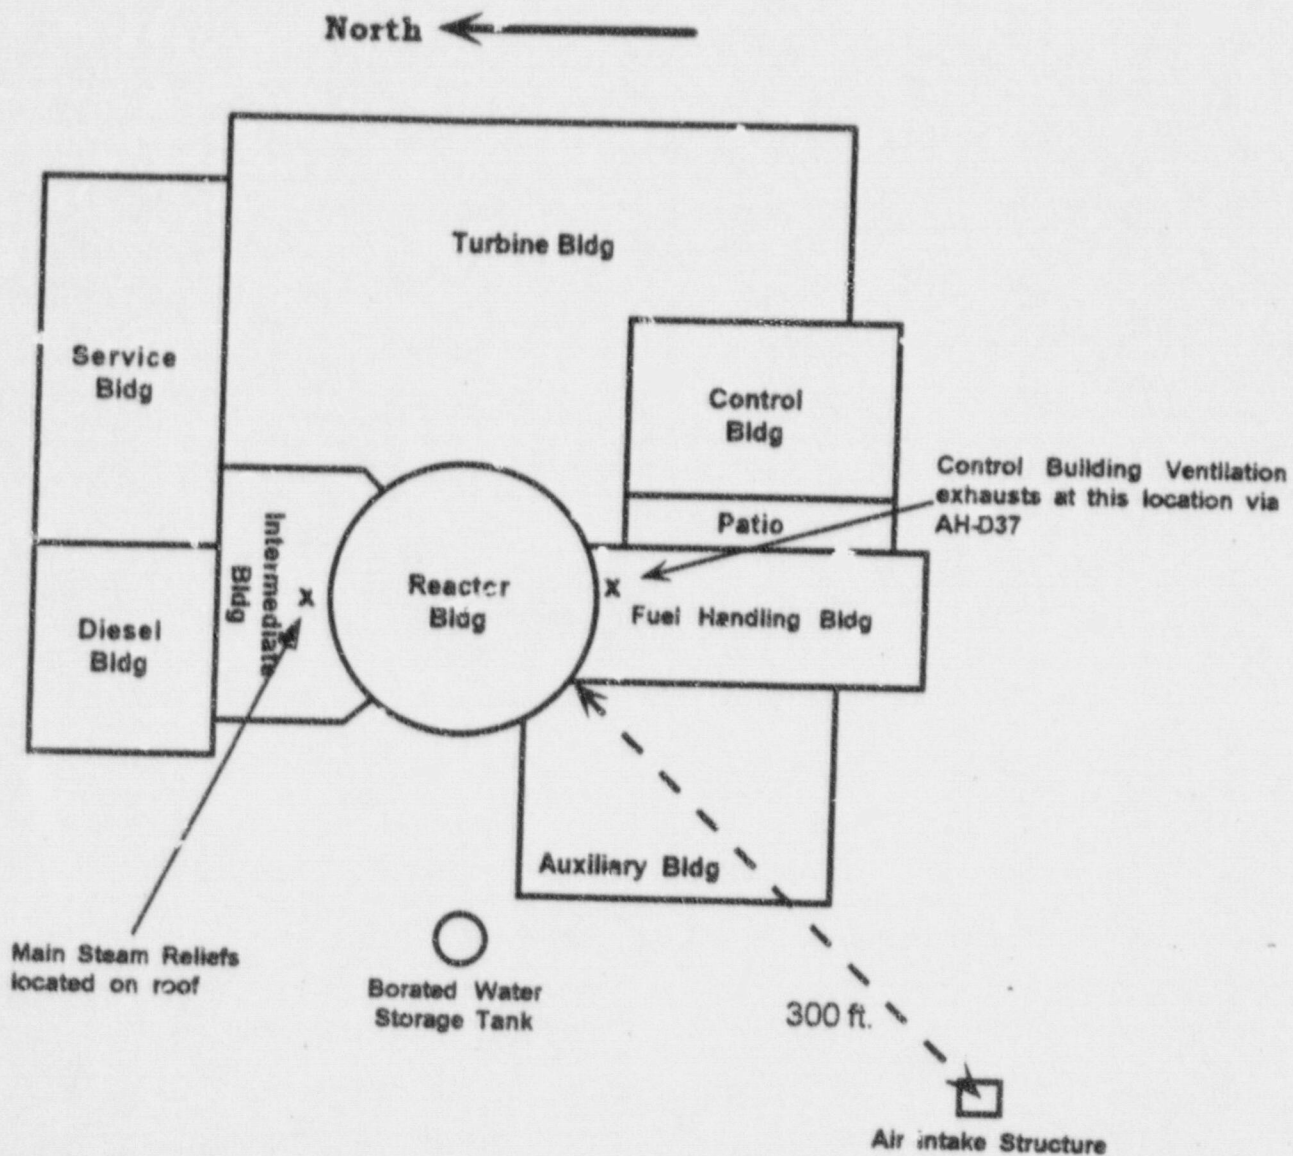 North
Turbine Bldg
Service
Bldg
Control
Bldg
Control Building Ventilation
exhausts at this location via
AH-D37
Patio
X
Intermediate
Bldg
X
Reactor
Bldg
Fuel Handling Bldg
Diesel
Bldg
Auxiliary Bldg
Main Steam Reliefs
located on roof
Borated Water
Storage Tank
300 ft.
Air Intake Structure